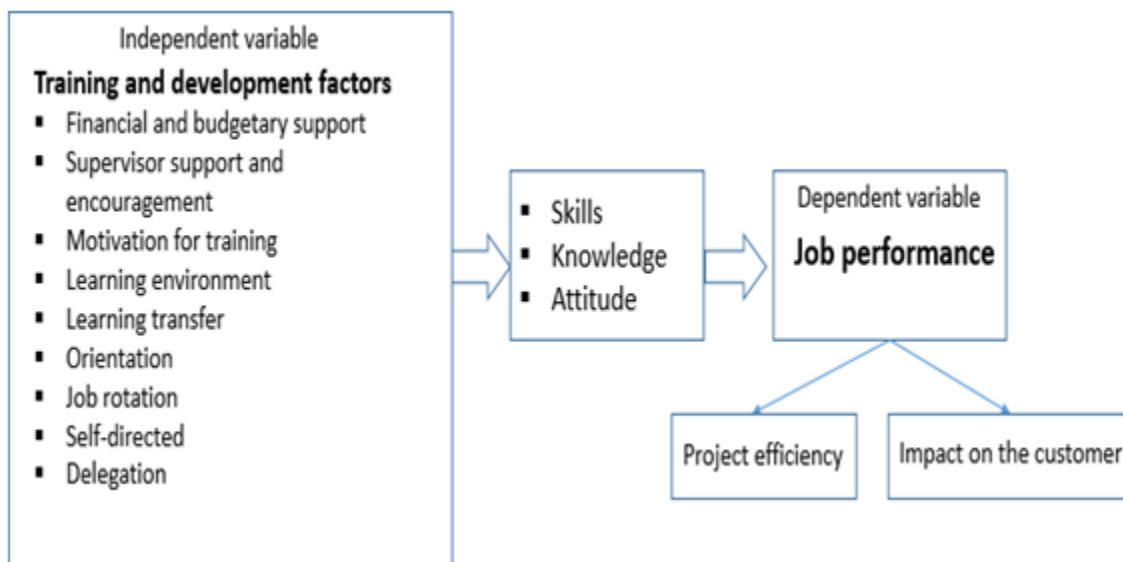 Independent variable
Training and development factors
▪ Financial and budgetary support
▪ Supervisor support and
encouragement
▪ Motivation for training
▪ Learning environment
▪ Learning transfer
▪ Orientation
▪ Job rotation
▪ Self-directed
▪ Delegation
▪ Skills
▪ Knowledge
▪ Attitude
Dependent variable
Job performance
Project efficiency
Impact on the customer